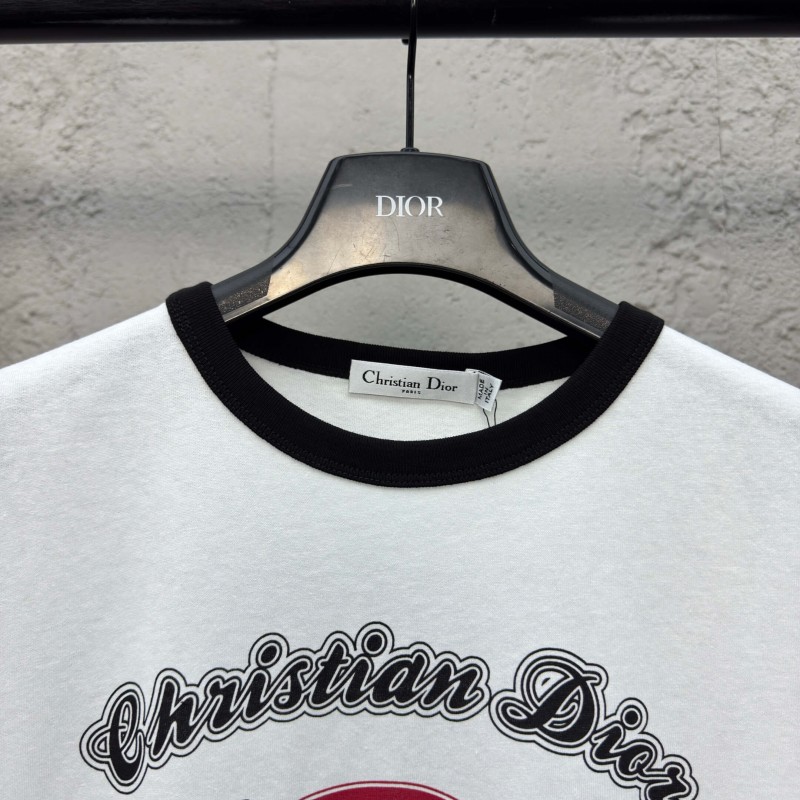 DIOR
Christian Dior
PARIS
MADE
IN
ITALY
Christian Dior